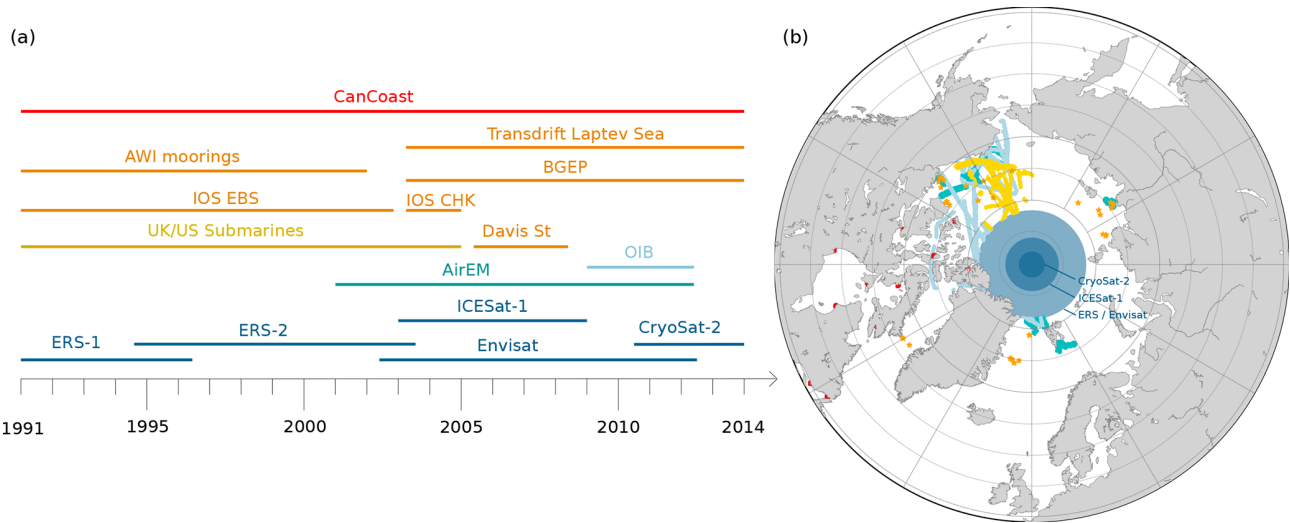 (a)
CanCoast
Transdrift Laptev Sea
AWI moorings
BGEP
IOS EBS
IOS CHK
UK/US Submarines
Davis St
OIB
AirEM
ICESat-1
ERS-1
ERS-2
CryoSat-2
Envisat
1991
1995
2000
2005
2010
2014
(b)
CryoSat-2
ICESat-1
ERS / Envisat